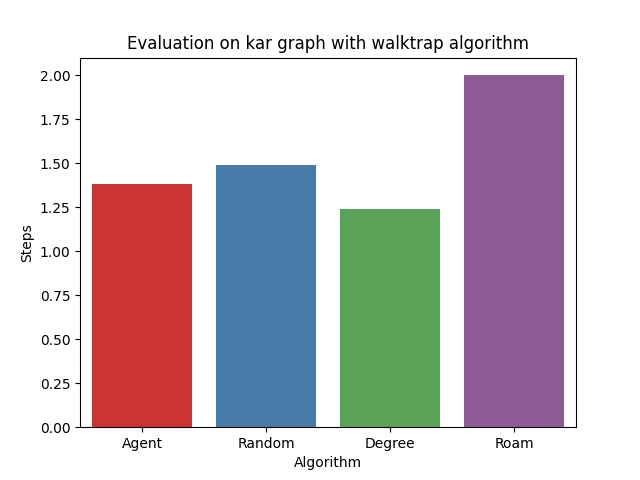 Evaluation on kar graph with walktrap algorithm
2.00
1.75
1.50
1.25
1.00
0.75
0.50
0.25
0.00
Steps
Agent Random Degree Roam
Algorithm